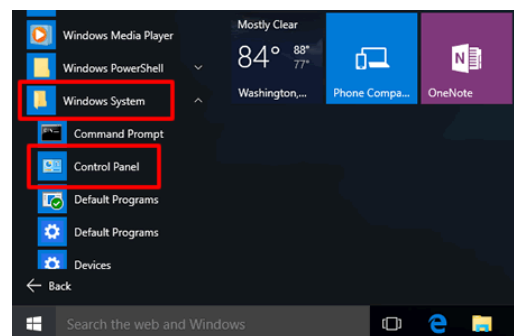 Windows Media Player
Windows PowerShell
Windows System
Command Prompt
Control Panel
Default Programs
Default Programs
Devices
Back
Mostly Clear
84° 88°
77°
Washington,...
Phone Compa...
N
OneNote
Search the web and Windows